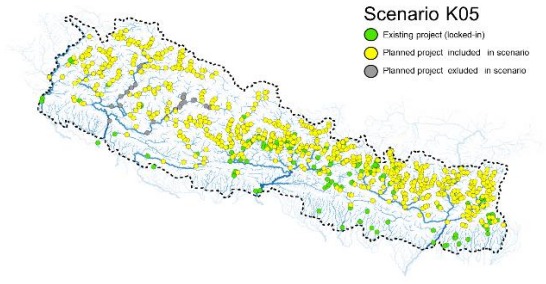 Scenario K05
Existing project (locked-in)
Planned project included in scenario
Planned project exluded in scenario